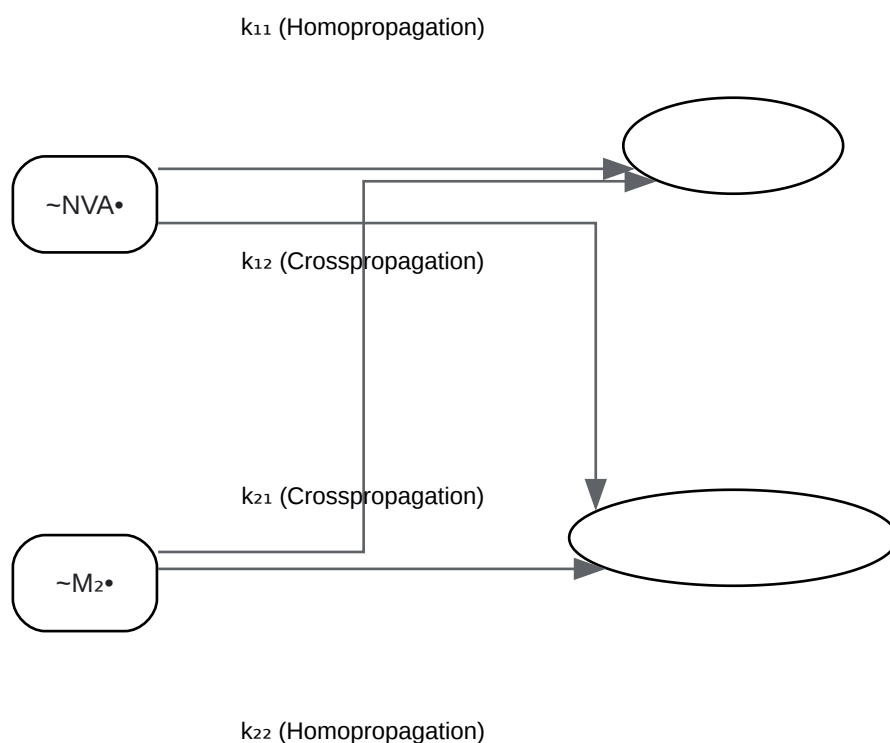 k₁₁ (Homopropagation)
~NVA•
k₁₂ (Crosspropagation)
k₂₁ (Crosspropagation)
~M₂•
k₂₂ (Homopropagation)